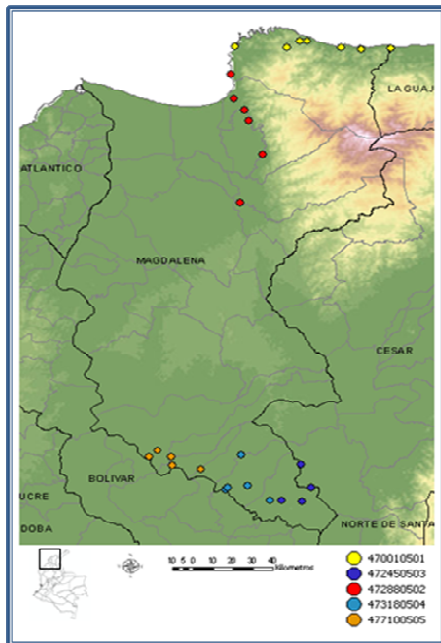 LA GUAJ
ATLANTICO
MAGDALENA
CESAR
BOLIVAR
UCRE
DOBA
NORTE DE SANTA
10 5 0 10 20 30 40
Kilometros
470010501
472450503
472880502
473180504
477100505